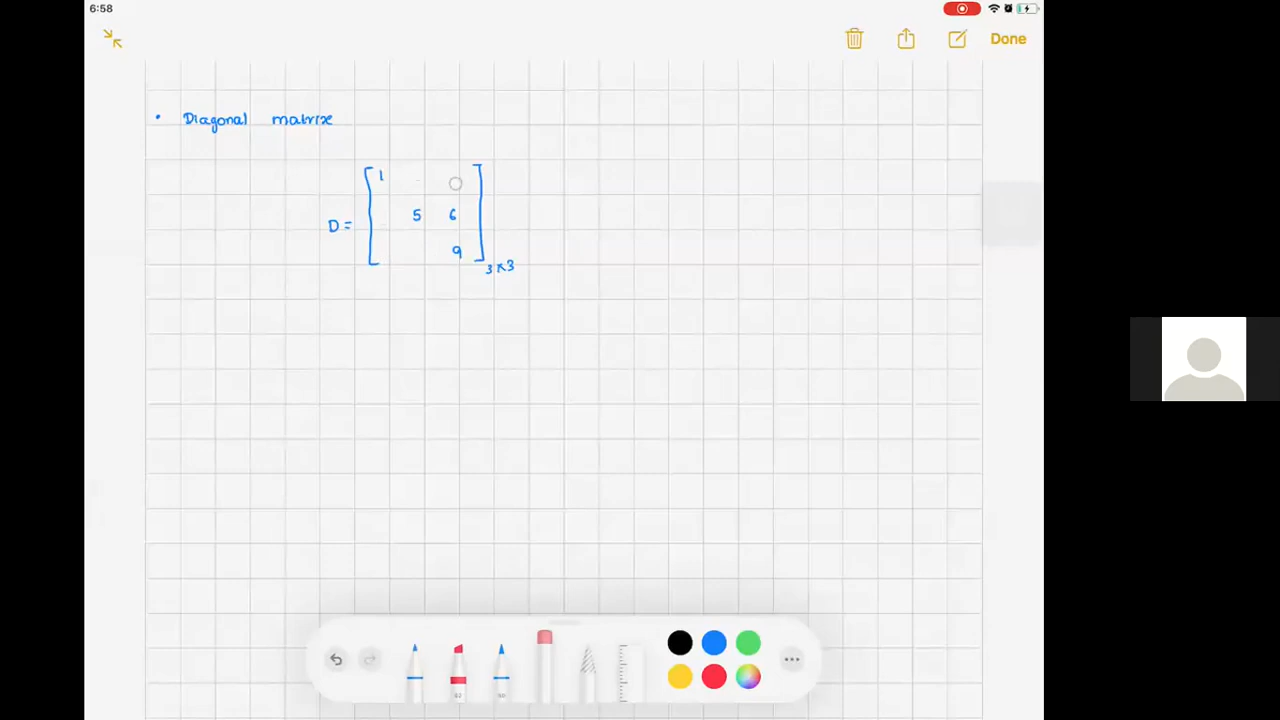 6:58
Done
• Diagonal matrix
1
D = 5 6
9
3×3